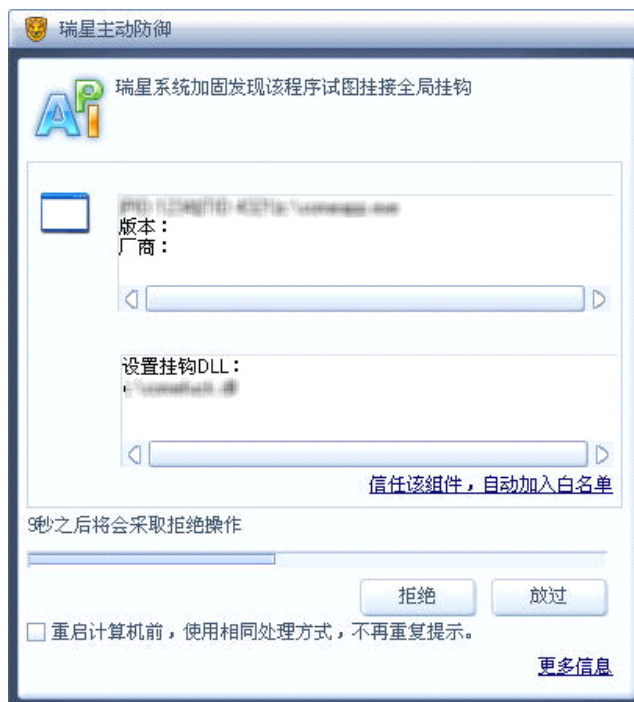 瑞星主动防御
API
瑞星系统加固发现该程序试图挂接全局挂钩
版本：
厂商：
设置挂钩DLL：
信任该组件，自动加入白名单
9秒之后将会采取拒绝操作
拒绝
放过
重启计算机前，使用相同处理方式，不再重复提示。
更多信息